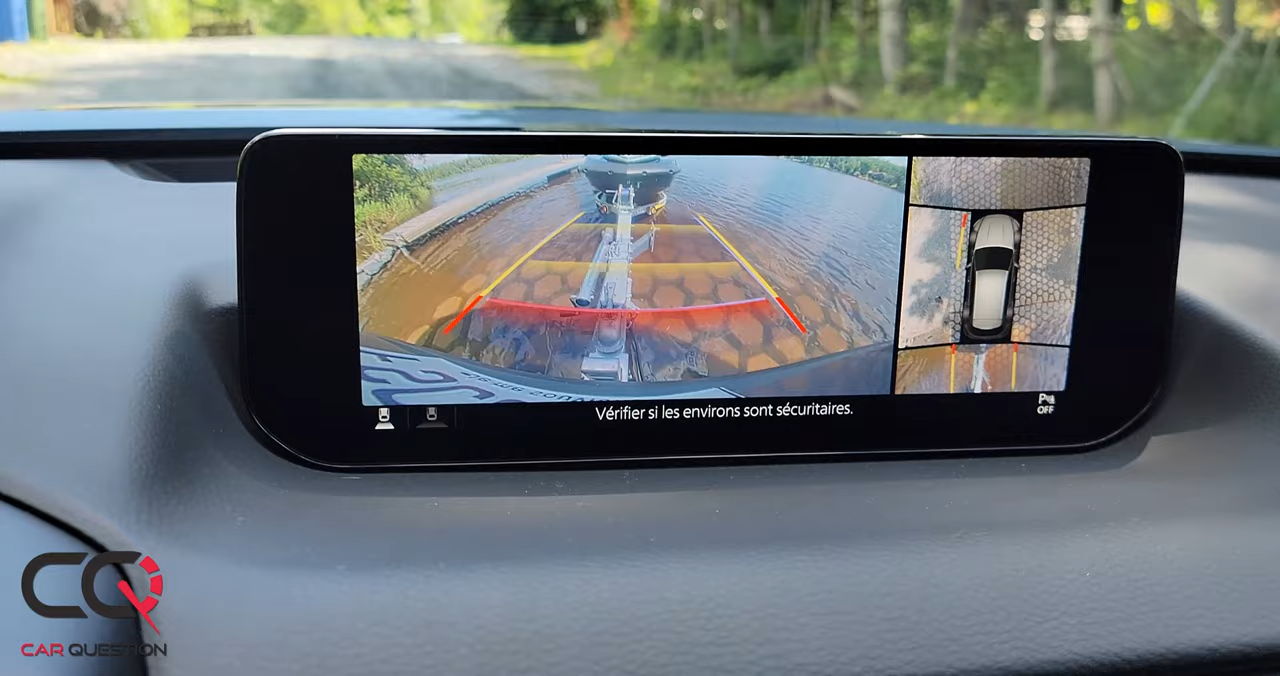 Vérifier si les environs sont sécuritaires.
P
OFF
CQ
CAR QUESTION